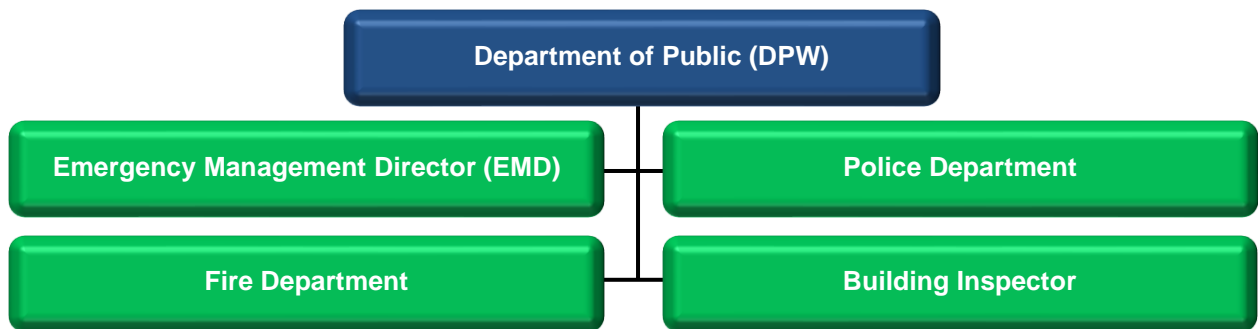 Department of Public (DPW)
Emergency Management Director (EMD)
Police Department
Fire Department
Building Inspector